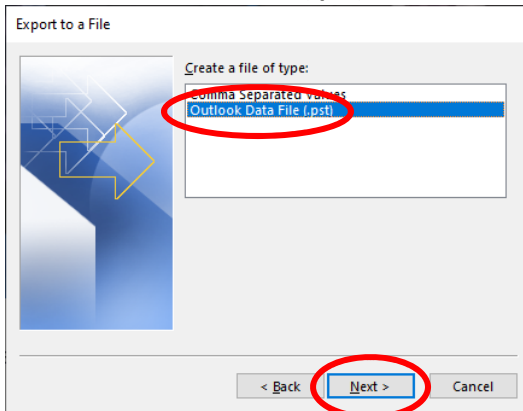 Export to a File
Create a file of type:
Comma Separated Values
Outlook Data File (.pst)
< Back
Next >
Cancel